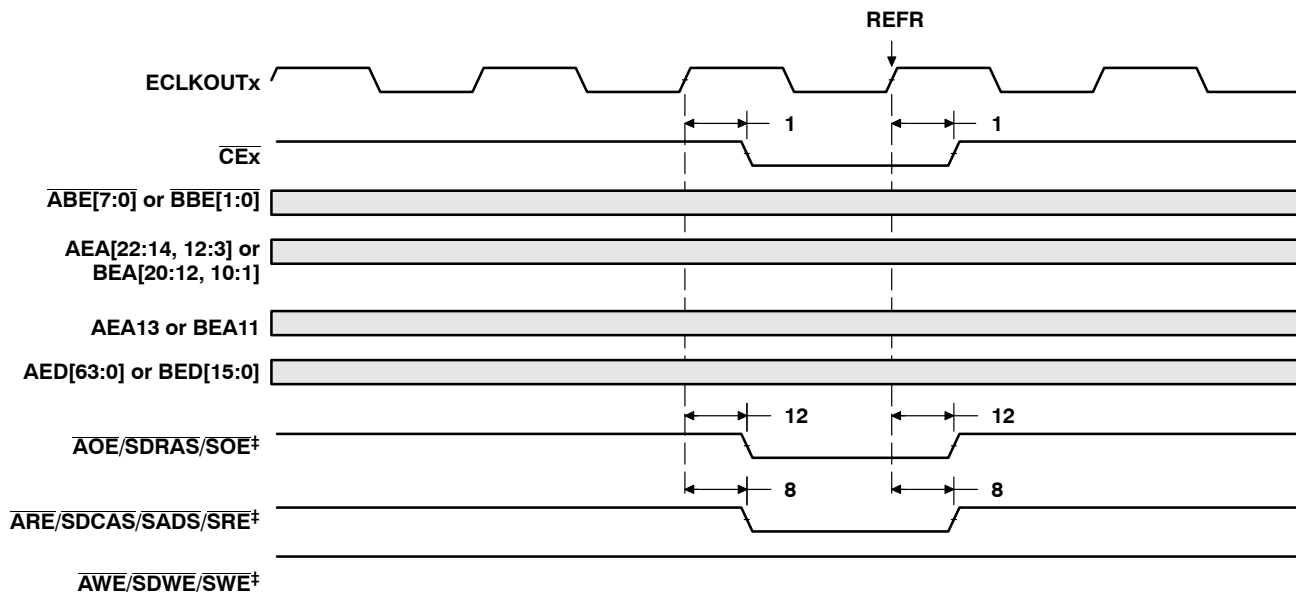 REFR
ECLKOUTx
1 1
CEx
ABE[7:0] or BBE[1:0]
AEA[22:14, 12:3] or
BEA[20:12, 10:1]
AEA13 or BEA11
AED[63:0] or BED[15:0]
12 12
AOE/SDRAS/SOE‡
8 8
ARE/SDCAS/SADS/SRE‡
AWE/SDWE/SWE‡